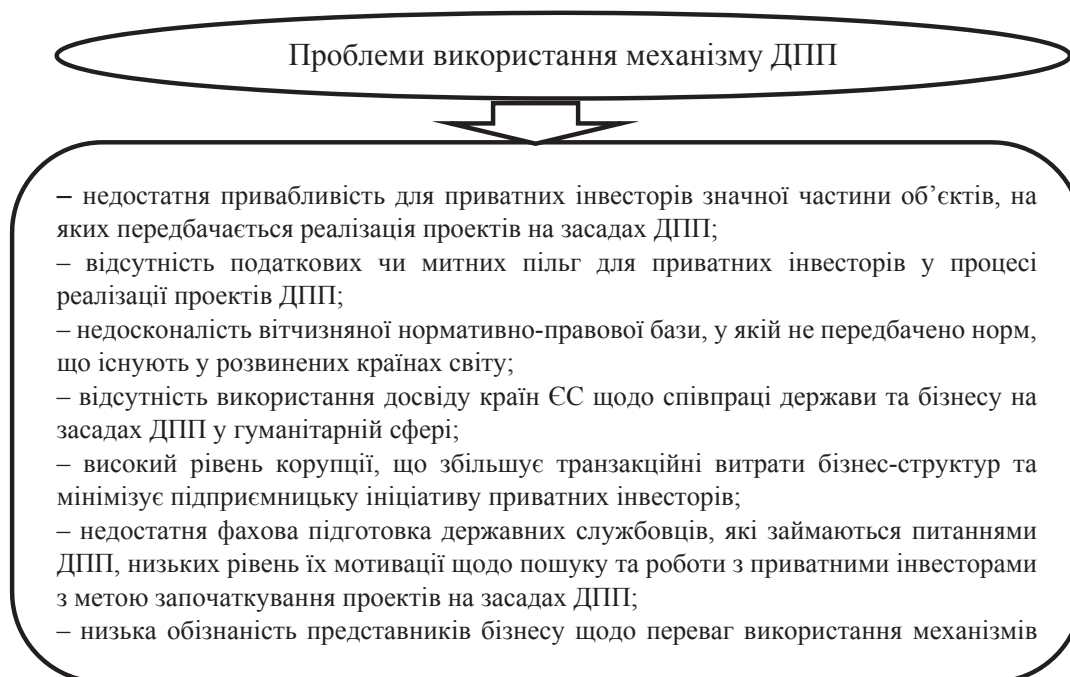 Проблеми використання механізму ДПП
– недостатня привабливість для приватних інвесторів значної частини об’єктів, на
яких передбачається реалізація проектів на засадах ДПП;
– відсутність податкових чи митних пільг для приватних інвесторів у процесі
реалізації проектів ДПП;
– недосконалість вітчизняної нормативно-правової бази, у якій не передбачено норм,
що існують у розвинених країнах світу;
– відсутність використання досвіду країн ЄС щодо співпраці держави та бізнесу на
засадах ДПП у гуманітарній сфері;
– високий рівень корупції, що збільшує транзакційні витрати бізнес-структур та
мінімізує підприємницьку ініціативу приватних інвесторів;
– недостатня фахова підготовка державних службовців, які займаються питаннями
ДПП, низьких рівень їх мотивації щодо пошуку та роботи з приватними інвесторами
з метою започаткування проектів на засадах ДПП;
– низька обізнаність представників бізнесу щодо переваг використання механізмів